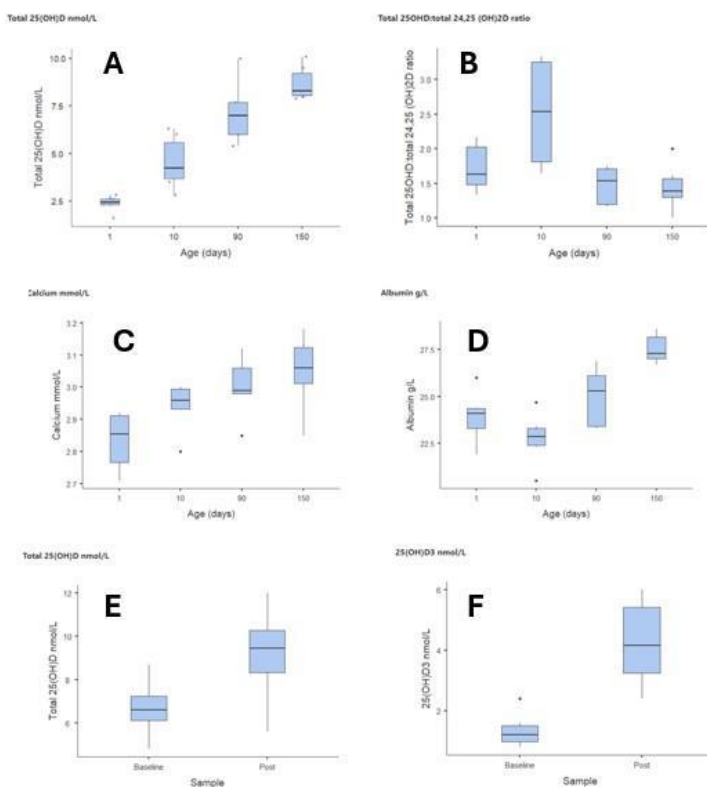 Total 25(OH)D nmol/L
A
Total 25(OH)D nmol/L
10.0
7.5
5.0
2.5
1 10 90 150
Age (days)
Total 25OHD:total 24,25 (OH)2D ratio
B
Total 25OHD:total 24,25 (OH)2D ratio
3.0
2.5
2.0
1.5
1.0
1 10 90 150
Age (days)
Calcium mmol/L
C
Calcium mmol/L
3.2
3.1
3.0
2.9
2.8
2.7
1 10 90 150
Age (days)
Albumin g/L
D
Albumin g/L
27.5
25.0
22.5
1 10 90 150
Age (days)
Total 25(OH)D nmol/L
E
Total 25(OH)D nmol/L
12
10
8
6
Baseline Post
Sample
25(OH)D3 nmol/L
F
25(OH)D3 nmol/L
6
4
2
Baseline Post
Sample